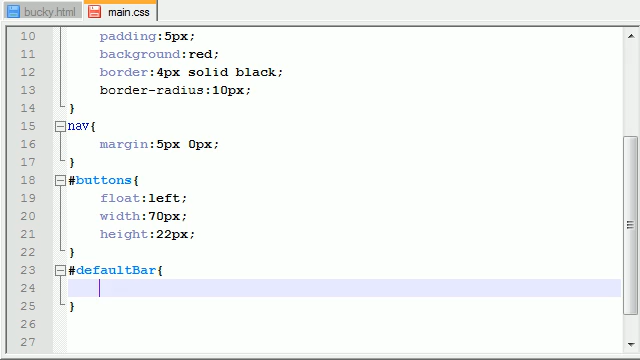 bucky.html main.css
10 padding:5px;
11 background:red;
12 border:4px solid black;
13 border-radius:10px;
14 }
15 nav{
16 margin:5px 0px;
17 }
18 #buttons{
19 float:left;
20 width:70px;
21 height:22px;
22 }
23 #defaultBar{
24
25 }
26
27